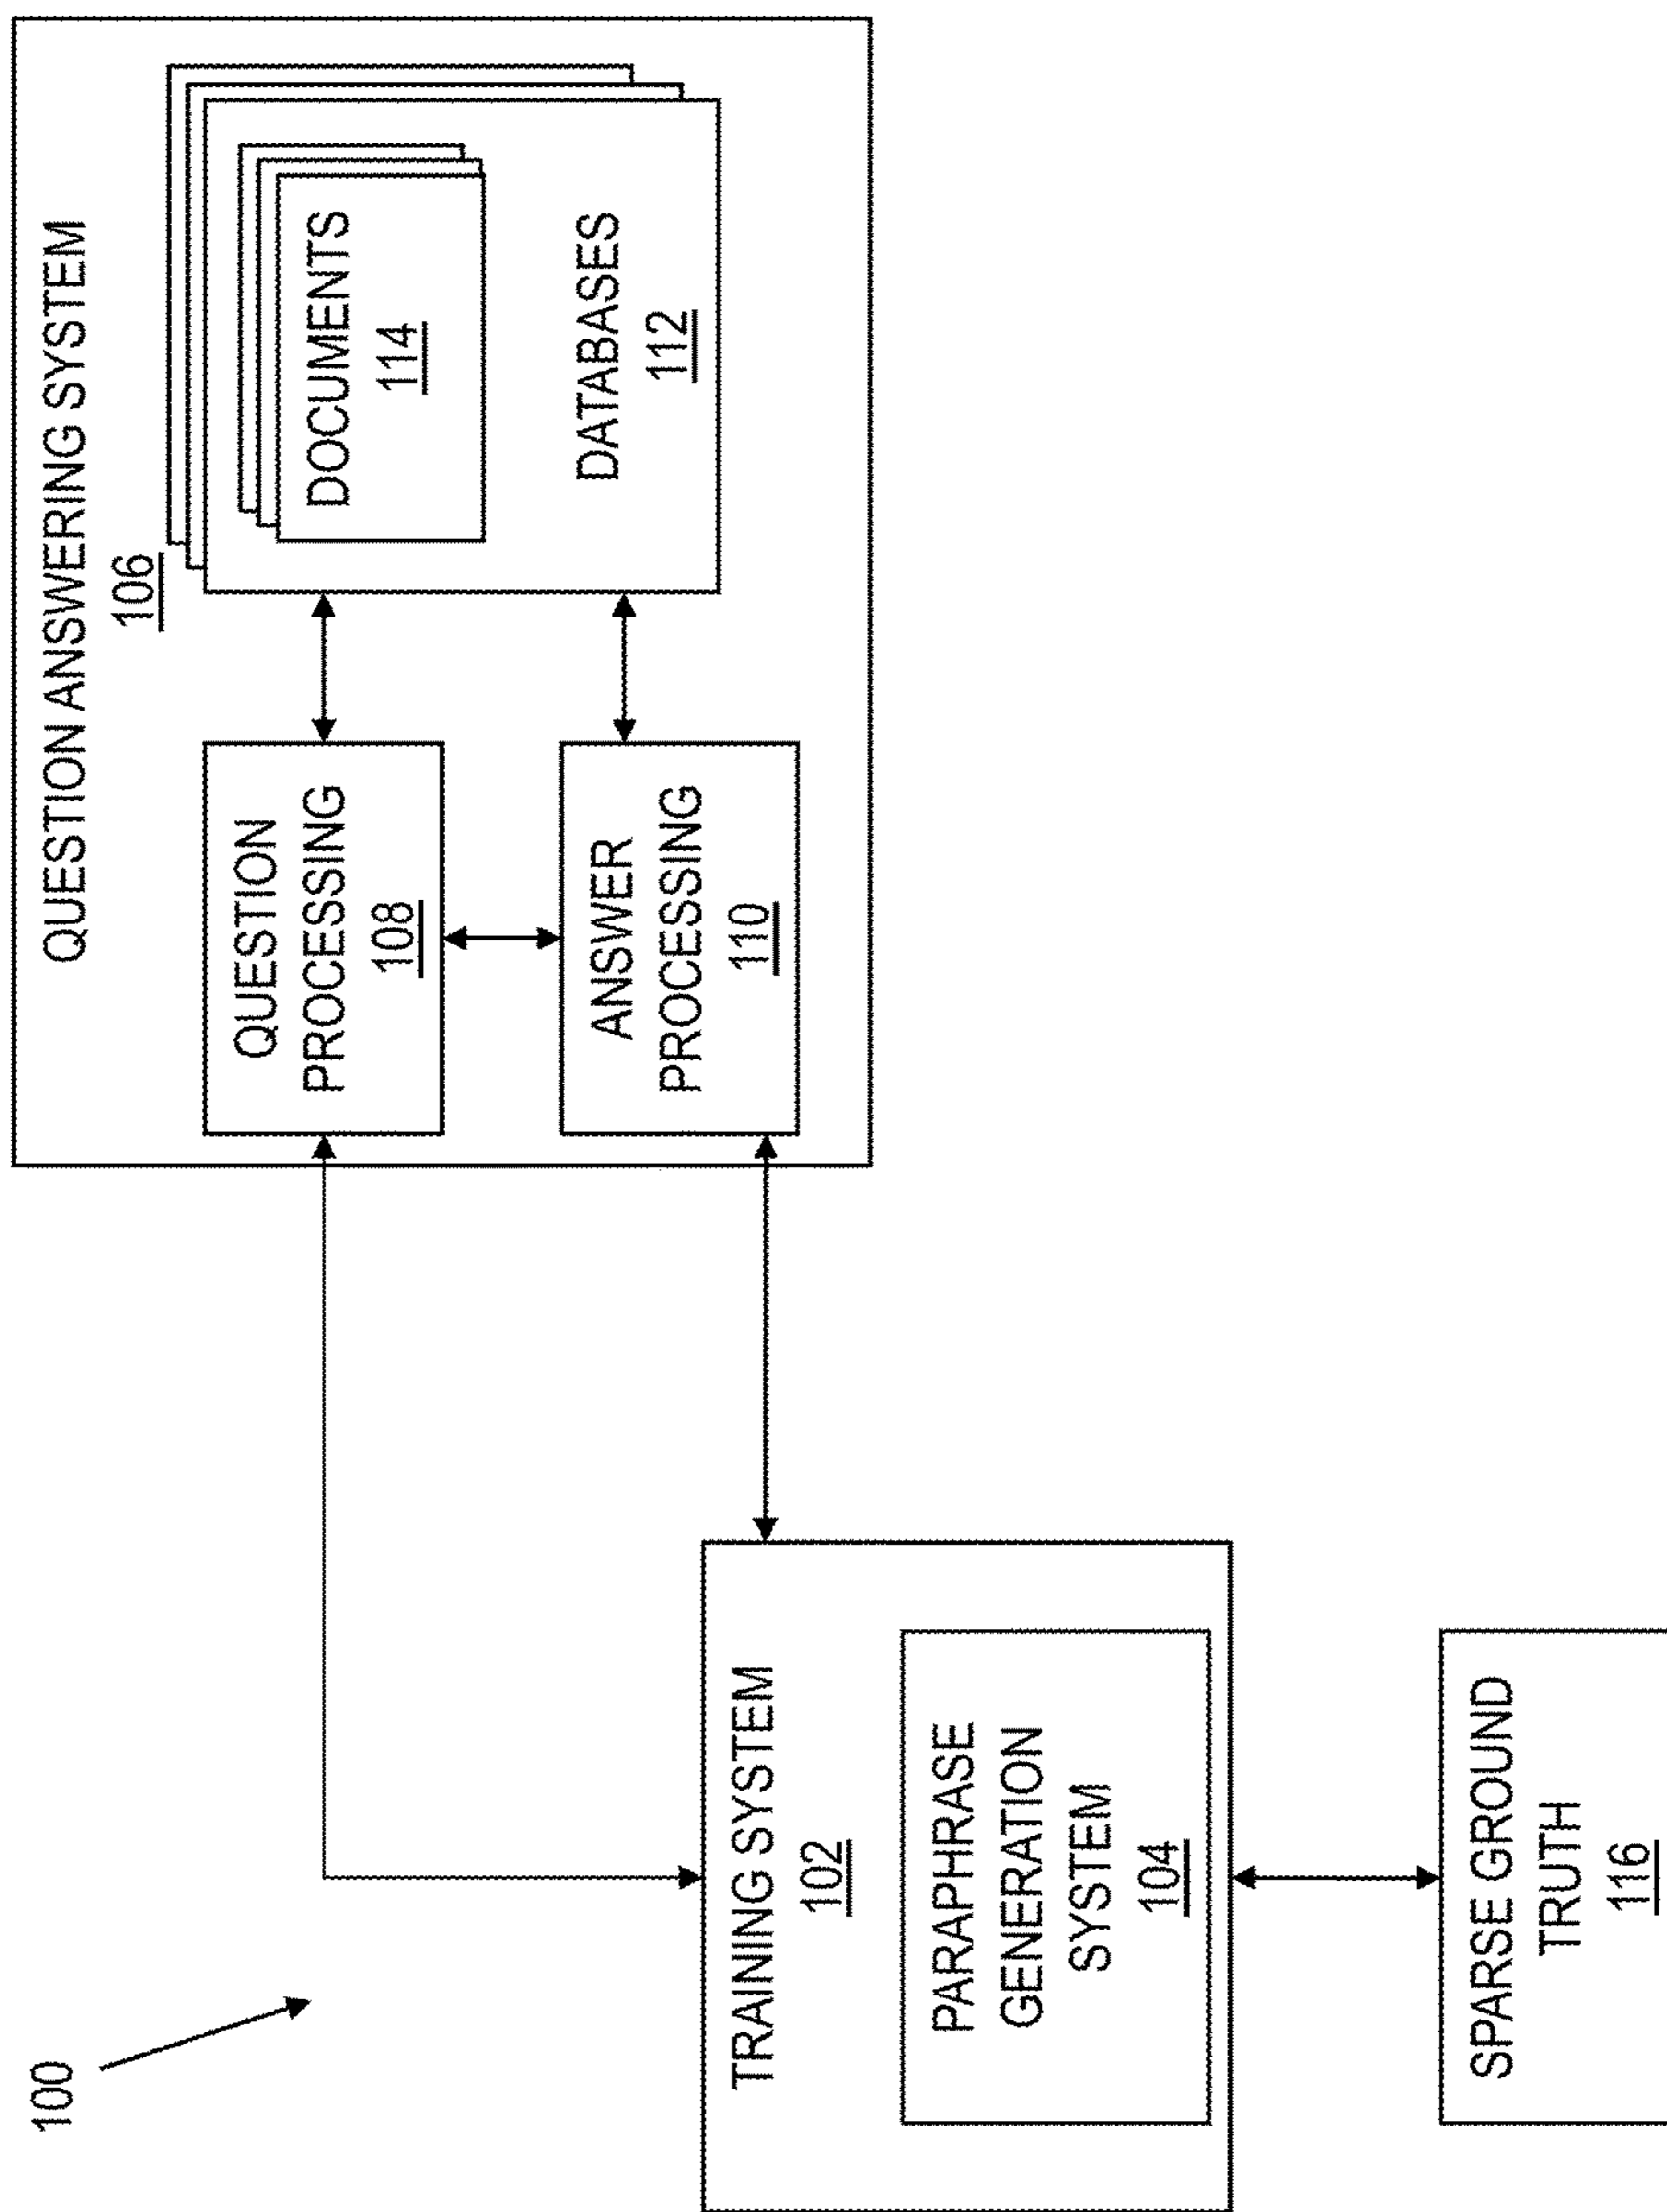 100
QUESTION ANSWERING SYSTEM
106
QUESTION
PROCESSING
108
ANSWER
PROCESSING
110
DOCUMENTS
114
DATABASES
112
TRAINING SYSTEM
102
PARAPHRASE
GENERATION
SYSTEM
104
SPARSE GROUND
TRUTH
116